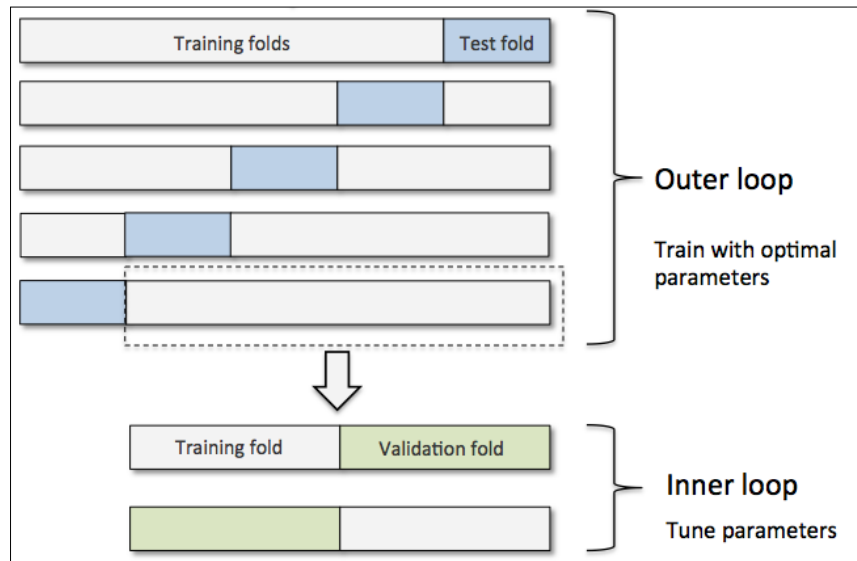 Training folds
Test fold
Outer loop
Train with optimal
parameters
Training fold
Validation fold
Inner loop
Tune parameters